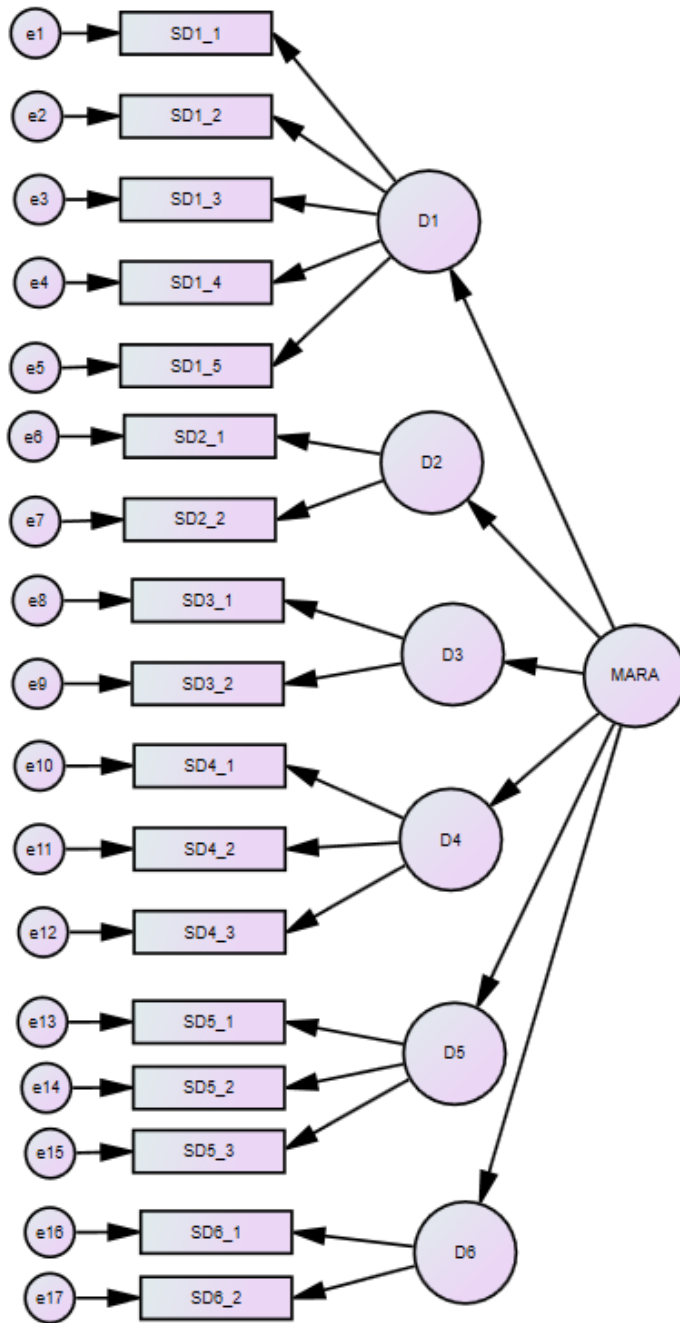 e1 SD1_1
e2 SD1_2
e3 SD1_3
D1
e4 SD1_4
e5 SD1_5
e6 SD2_1
D2
e7 SD2_2
e8 SD3_1
D3
MARA
e9 SD3_2
e10 SD4_1
D4
e11 SD4_2
e12 SD4_3
e13 SD5_1
D5
e14 SD5_2
e15 SD5_3
e16 SD6_1
D6
e17 SD6_2